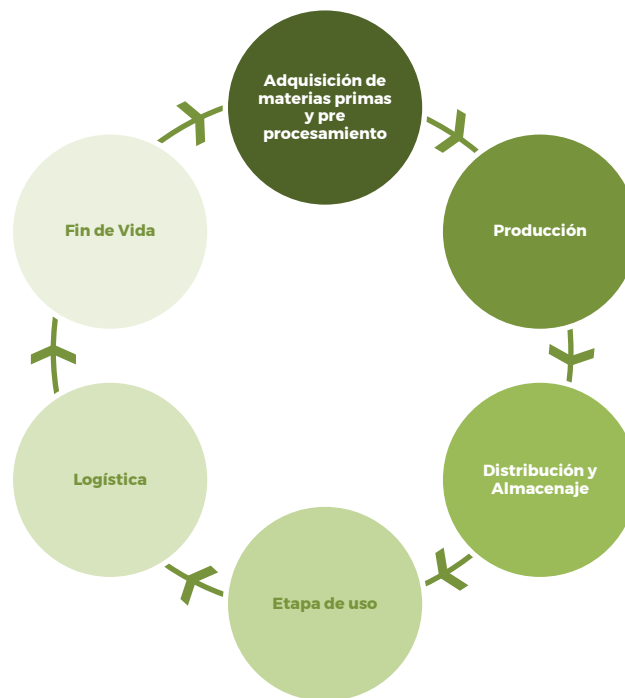 Adquisición de
materias primas
y pre
procesamiento
Producción
Distribución y
Almacenaje
Etapa de uso
Logística
Fin de Vida